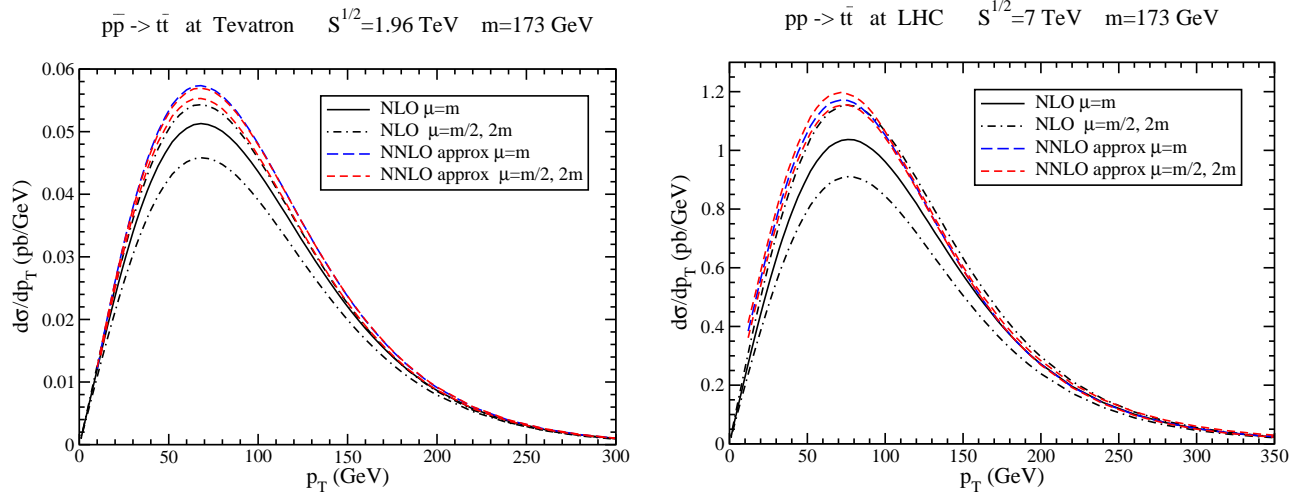 pp̄ -> tt̄ at Tevatron S^1/2=1.96 TeV m=173 GeV
0.06
0.05
0.04
0.03
0.02
0.01
0
dσ/dp_T (pb/GeV)
NLO μ=m
NLO μ=m/2, 2m
NNLO approx μ=m
NNLO approx μ=m/2, 2m
0 50 100 150 200 250 300
p_T (GeV)
pp -> tt̄ at LHC S^1/2=7 TeV m=173 GeV
1.2
1
0.8
0.6
0.4
0.2
0
dσ/dp_T (pb/GeV)
NLO μ=m
NLO μ=m/2, 2m
NNLO approx μ=m
NNLO approx μ=m/2, 2m
0 50 100 150 200 250 300 350
p_T (GeV)